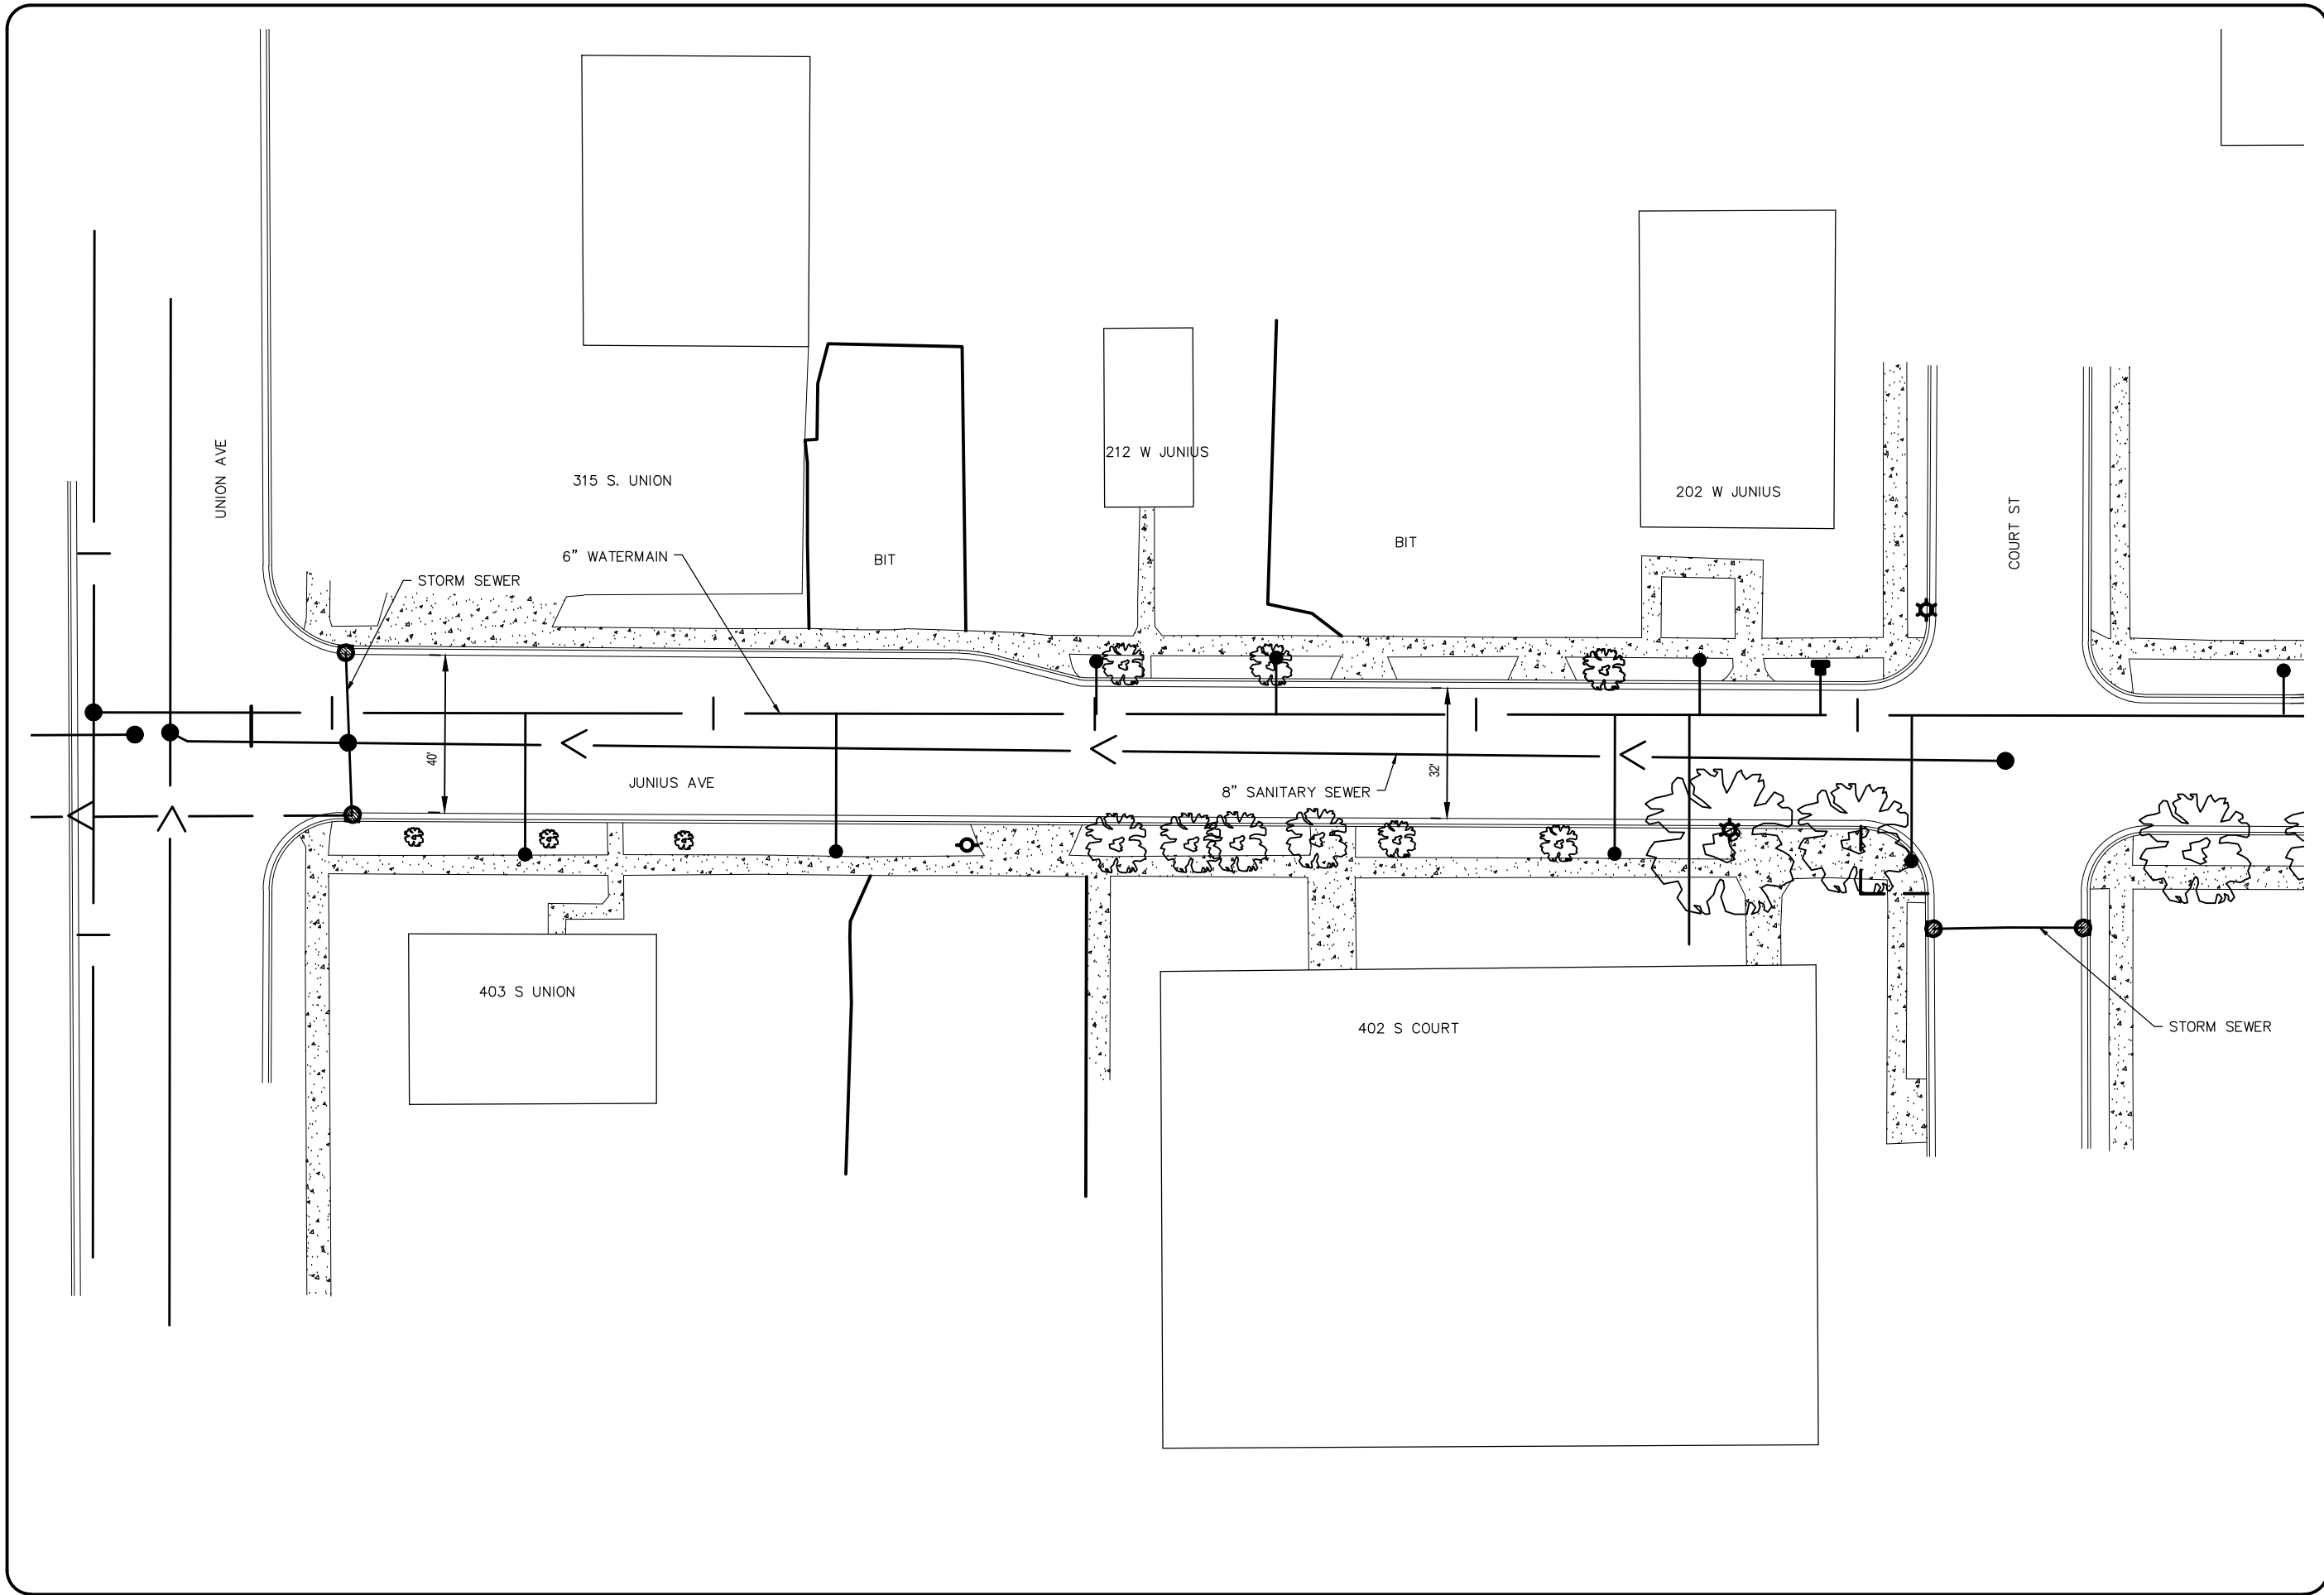 UNION AVE
315 S. UNION
212 W JUNIUS
202 W JUNIUS
COURT ST
BIT
BIT
6” WATERMAIN
STORM SEWER
40'
32'
JUNIUS AVE
8” SANITARY SEWER
403 S UNION
402 S COURT
STORM SEWER